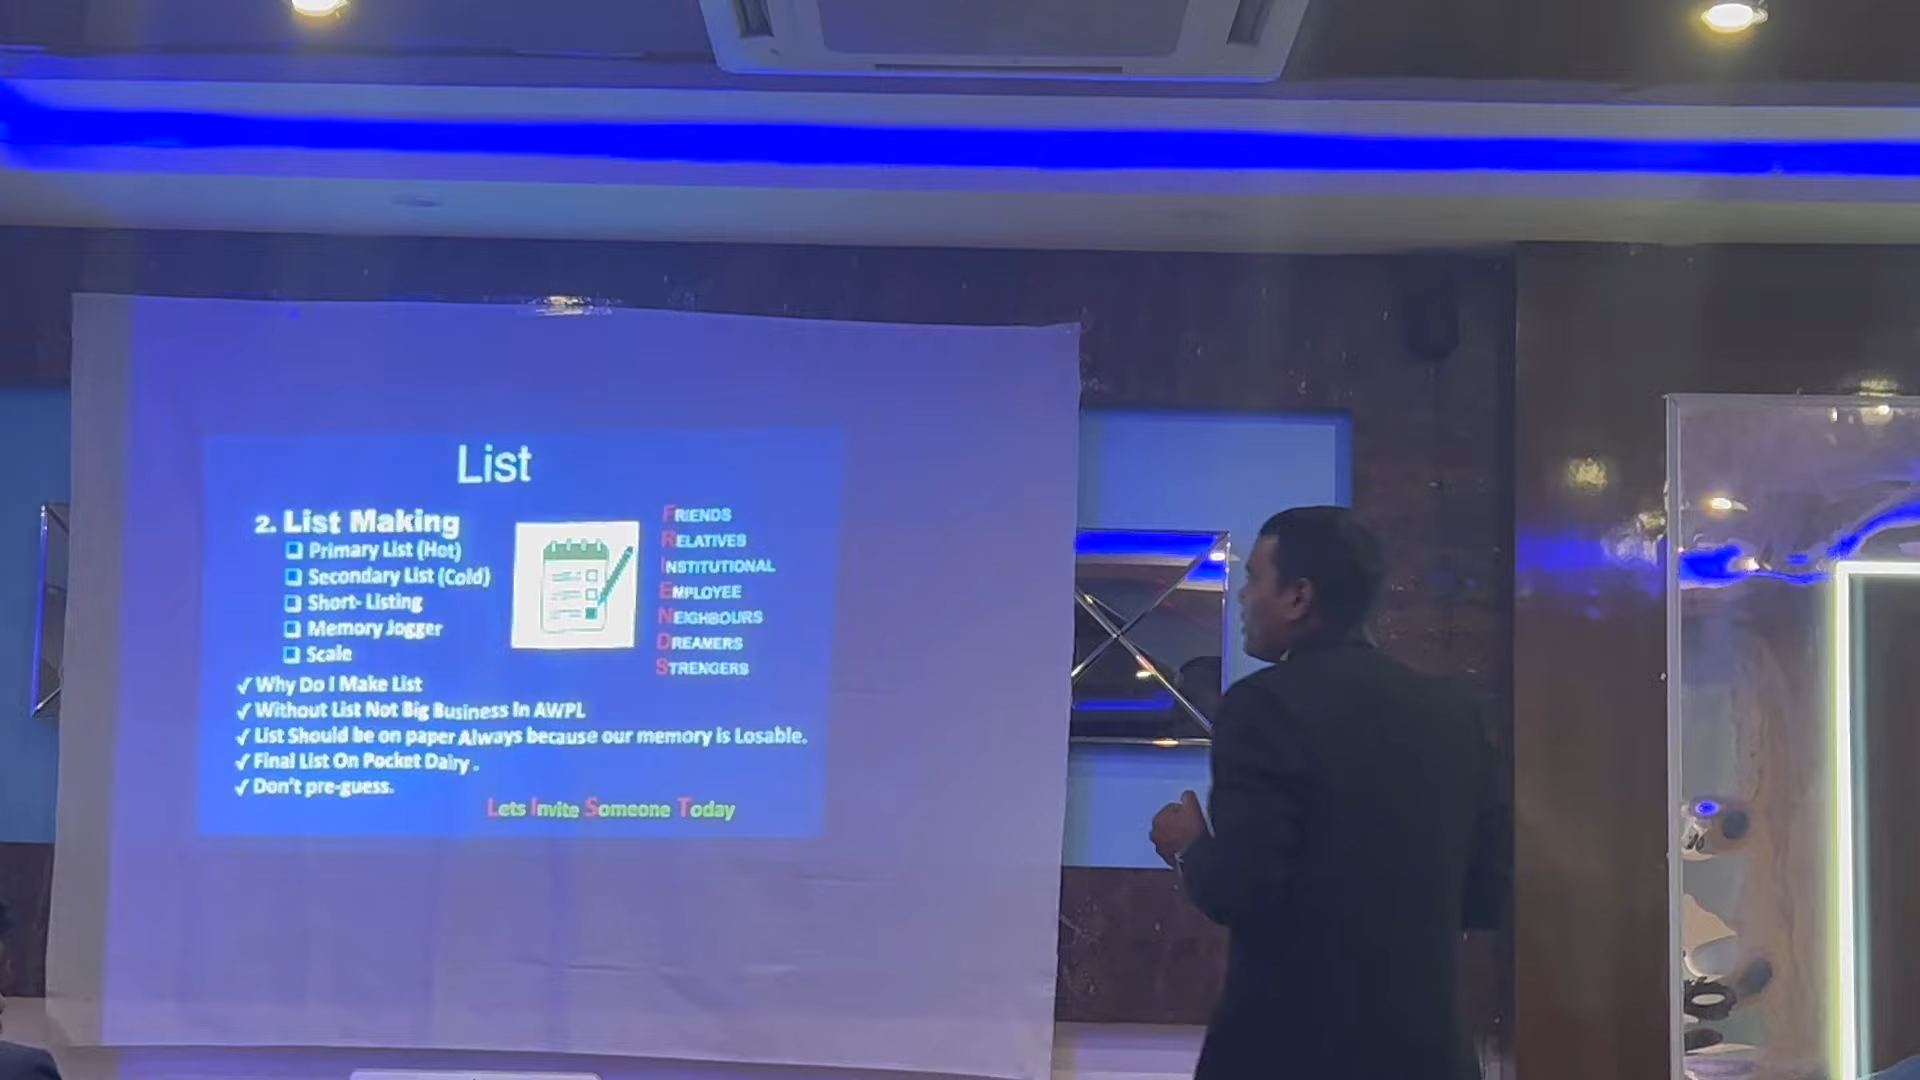 List
2. List Making
Primary List (Hot)
Secondary List (Cold)
Short- Listing
Memory Jogger
Scale
FRIENDS
RELATIVES
INSTITUTIONAL
EMPLOYEE
NEIGHBOURS
DREAMERS
STRENGERS
✓ Why Do I Make List
✓ Without List Not Big Business In AWPL
✓ List Should be on paper Always because our memory is Losable.
✓ Final List On Pocket Dairy .
✓ Don't pre-guess.
Lets Invite Someone Today